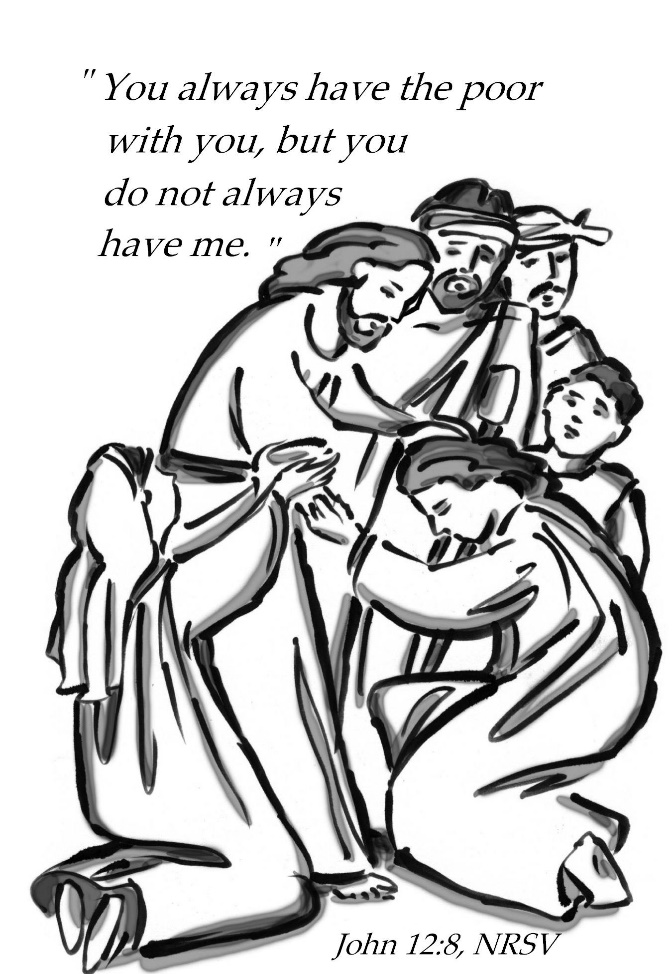 "You always have the poor
with you, but you
do not always
have me. "
John 12:8, NRSV